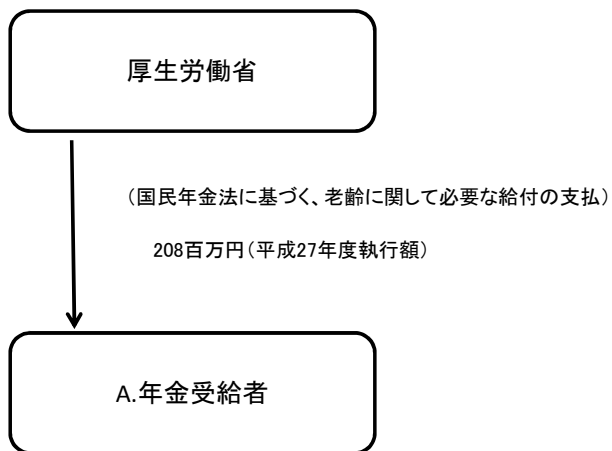 厚生労働省
（国民年金法に基づく、老齢に関して必要な給付の支払）
208百万円（平成27年度執行額）
A.年金受給者